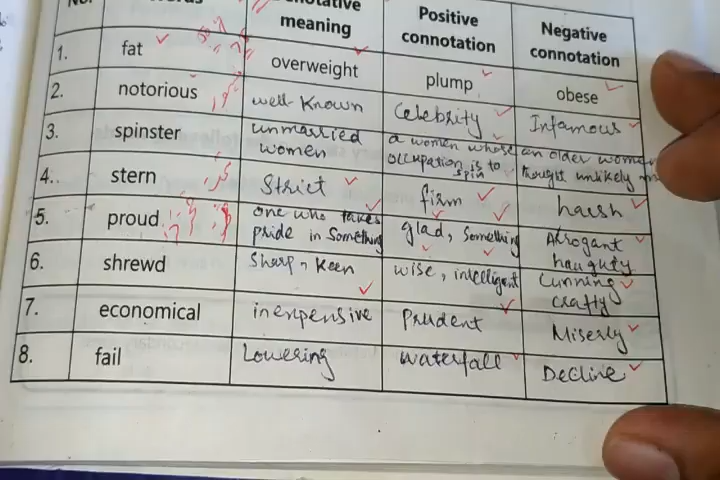 meaning
Positive
connotation
Negative
connotation
1. fat overweight plump obese
2. notorious well-known Celebrity Infamous
3. spinster unmarried
women a women whose
occupation is to
spin an older women
thought unlikely
4. stern Strict firm harsh
5. proud one who takes
pride in Something glad, Something Arrogant
haughty
6. shrewd Sharp, Keen wise, intelligent Cunning
crafty
7. economical inexpensive Prudent Miserly
8. fail Lowering waterfall Decline